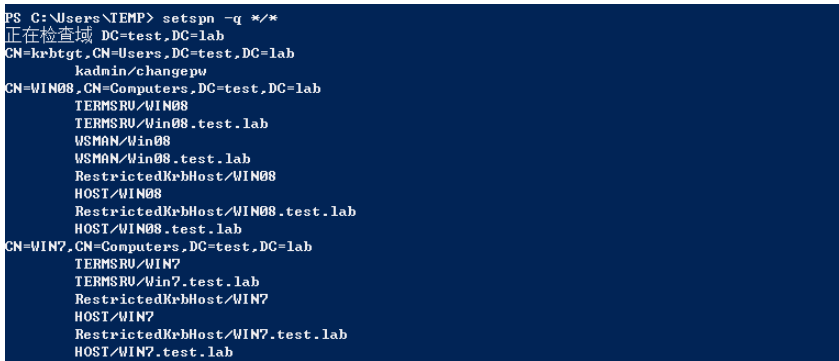 PS C:\Users\TEMP> setspn -q */*
正在检查域 DC=test,DC=lab
CN=krbtgt,CN=Users,DC=test,DC=lab
        kadmin/changepw
CN=WIN08,CN=Computers,DC=test,DC=lab
        TERMSRV/WIN08
        TERMSRV/Win08.test.lab
        WSMAN/Win08
        WSMAN/Win08.test.lab
        RestrictedKrbHost/WIN08
        HOST/WIN08
        RestrictedKrbHost/WIN08.test.lab
        HOST/WIN08.test.lab
CN=WIN7,CN=Computers,DC=test,DC=lab
        TERMSRV/WIN7
        TERMSRV/Win7.test.lab
        RestrictedKrbHost/WIN7
        HOST/WIN7
        RestrictedKrbHost/WIN7.test.lab
        HOST/WIN7.test.lab